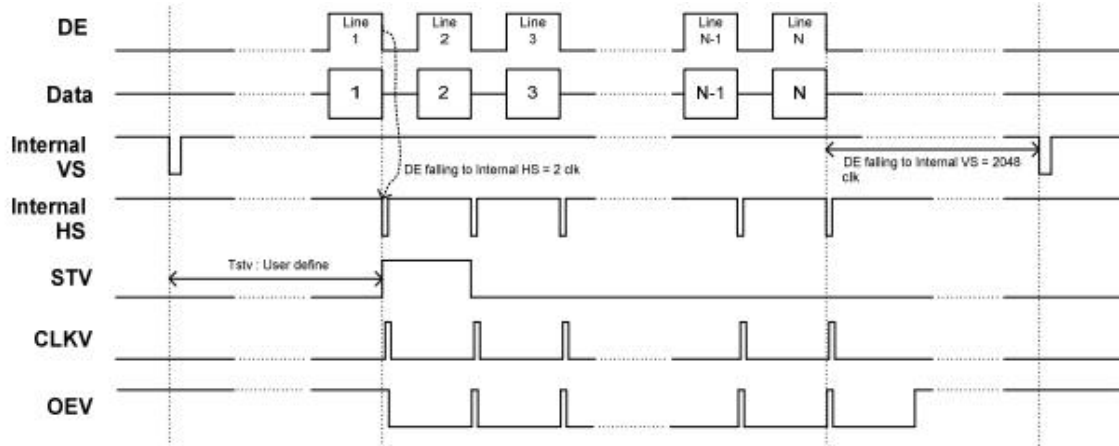 DE
Line
1
Line
2
Line
3
Line
N-1
Line
N
Data
1
2
3
N-1
N
Internal
VS
DE falling to Internal HS = 2 clk
DE falling to Internal VS = 2048
clk
Internal
HS
Tstv : User define
STV
CLKV
OEV